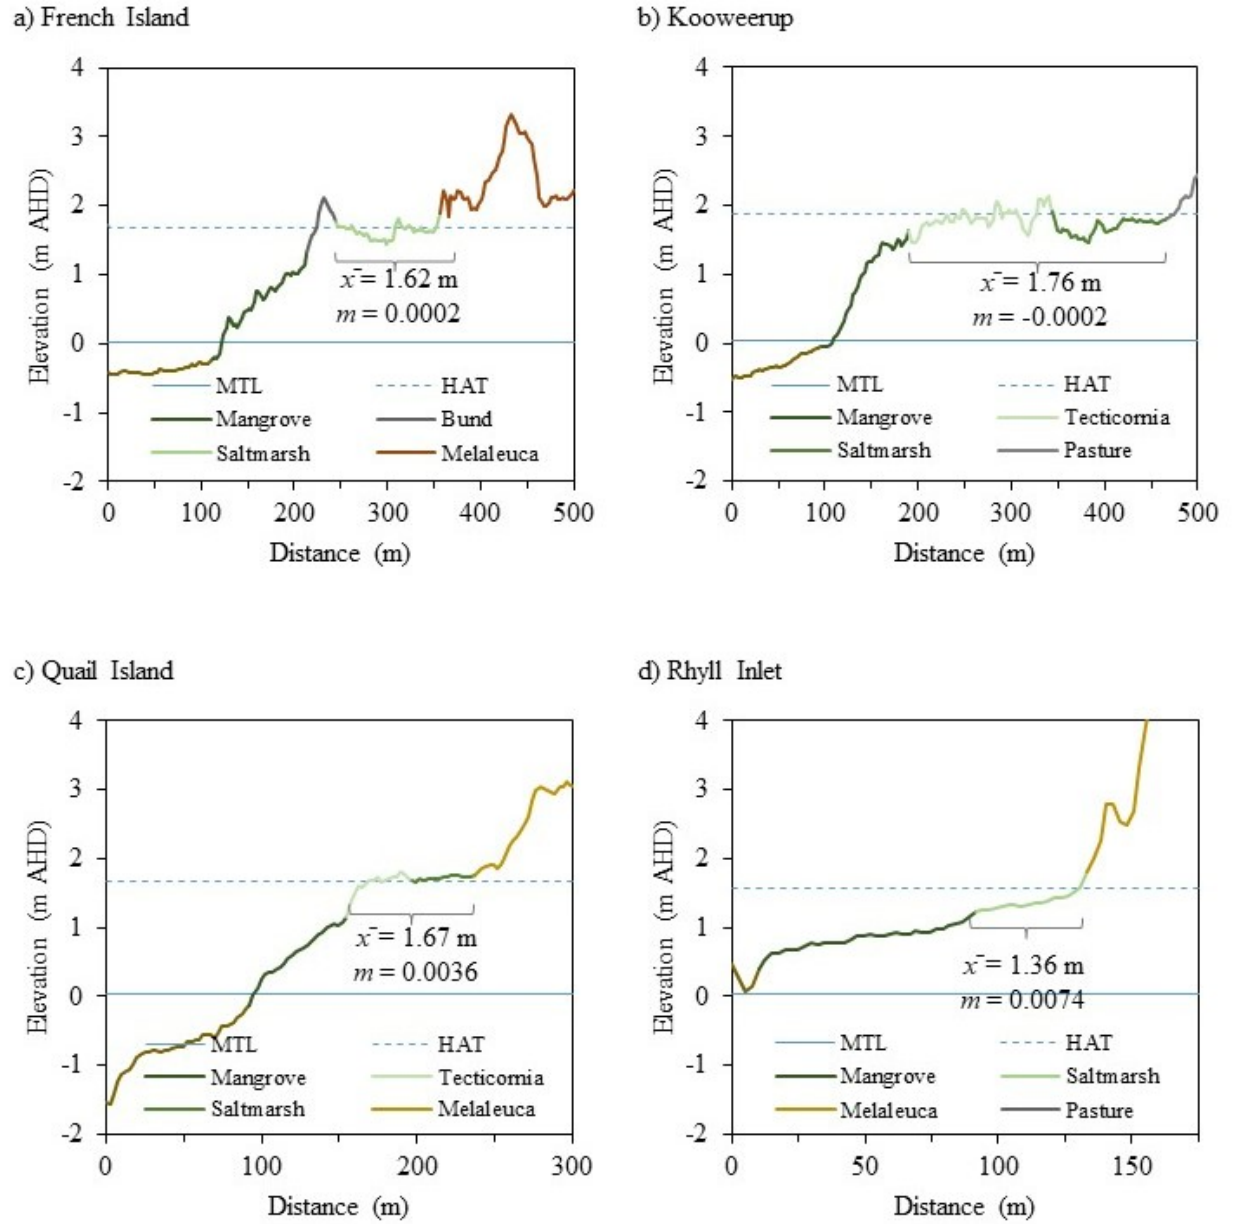 a) French Island
4
3
2
1
0
-1
-2
Elevation (m AHD)
x̄ = 1.62 m
m = 0.0002
MTL HAT
Mangrove Bund
Saltmarsh Melaleuca
0 100 200 300 400 500
Distance (m)
b) Kooweerup
4
3
2
1
0
-1
-2
Elevation (m AHD)
x̄ = 1.76 m
m = -0.0002
MTL HAT
Mangrove Tecticornia
Saltmarsh Pasture
0 100 200 300 400 500
Distance (m)
c) Quail Island
4
3
2
1
0
-1
-2
Elevation (m AHD)
x̄ = 1.67 m
m = 0.0036
MTL HAT
Mangrove Tecticornia
Saltmarsh Melaleuca
0 100 200 300
Distance (m)
d) Rhyll Inlet
4
3
2
1
0
-1
-2
Elevation (m AHD)
x̄ = 1.36 m
m = 0.0074
MTL HAT
Mangrove Saltmarsh
Melaleuca Pasture
0 50 100 150
Distance (m)